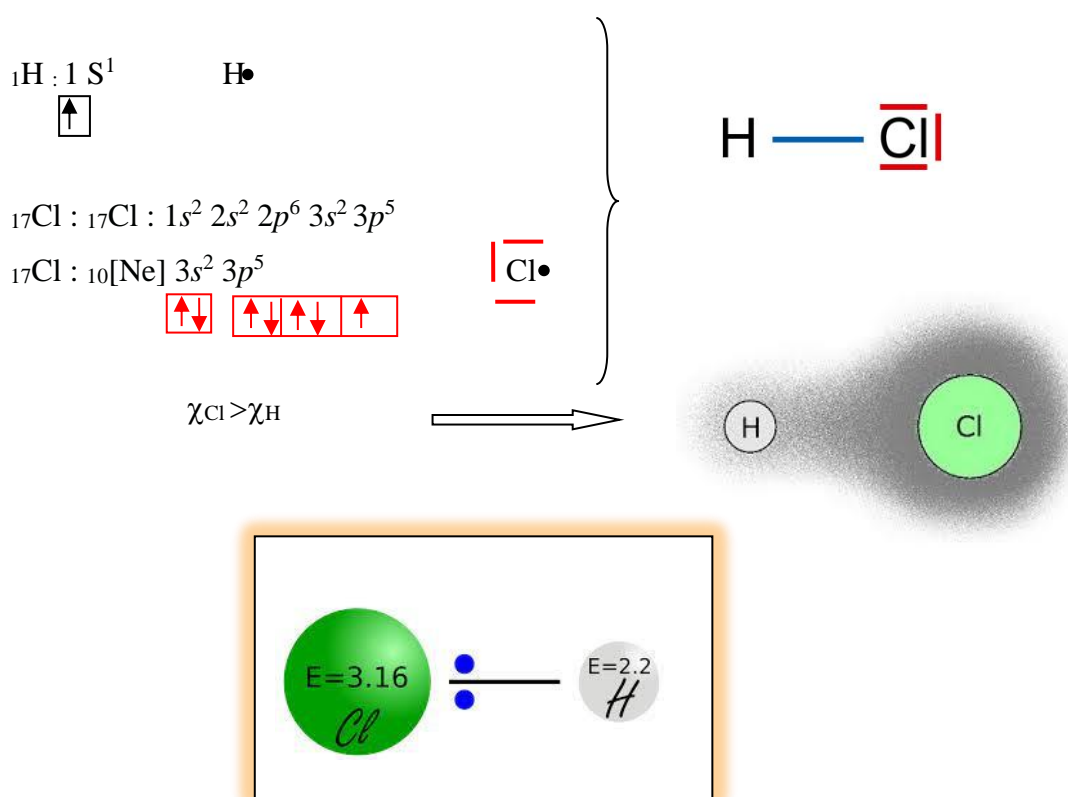 ₁H : 1 S¹ H•
H — Cl
₁₇Cl : ₁₇Cl : 1s² 2s² 2p⁶ 3s² 3p⁵
₁₇Cl : ₁₀[Ne] 3s² 3p⁵
Cl•
χCl >χH
H
Cl
E=3.16
Cl
E=2.2
H